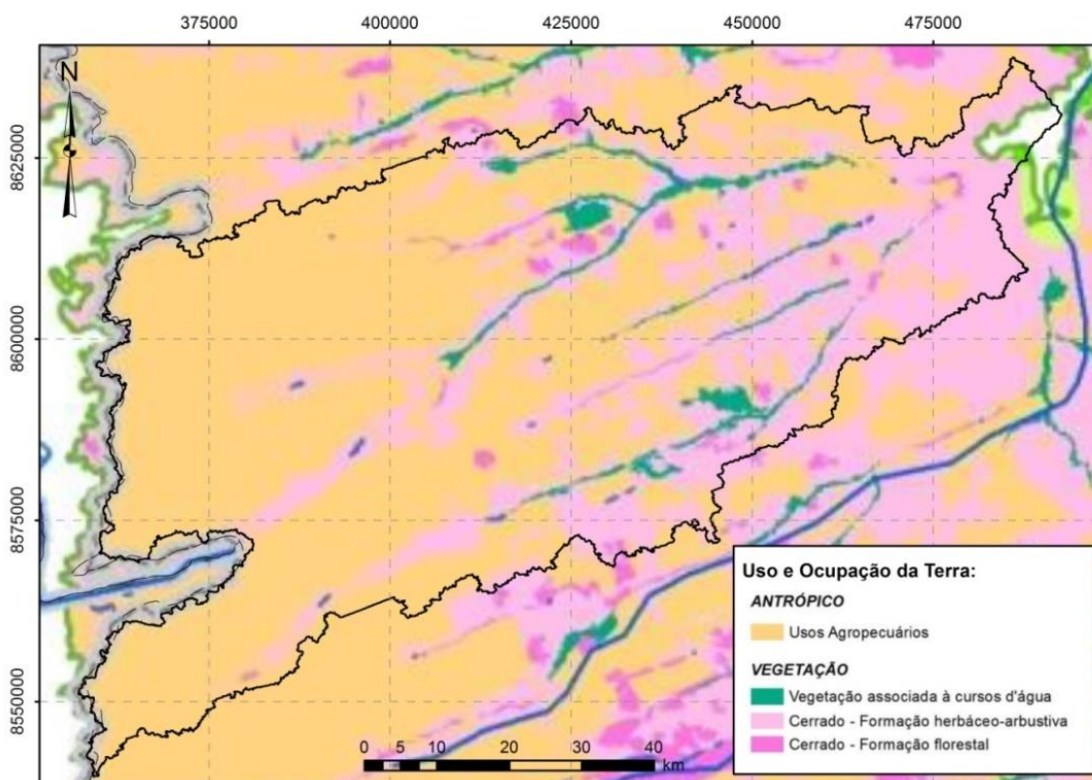 375000 400000 425000 450000 475000
N
8625000
8600000
8575000
8550000
Uso e Ocupação da Terra:
ANTRÓPICO
Usos Agropecuários
VEGETAÇÃO
Vegetação associada à cursos d'água
Cerrado - Formação herbáceo-arbustiva
Cerrado - Formação florestal
0 5 10 20 30 40
km